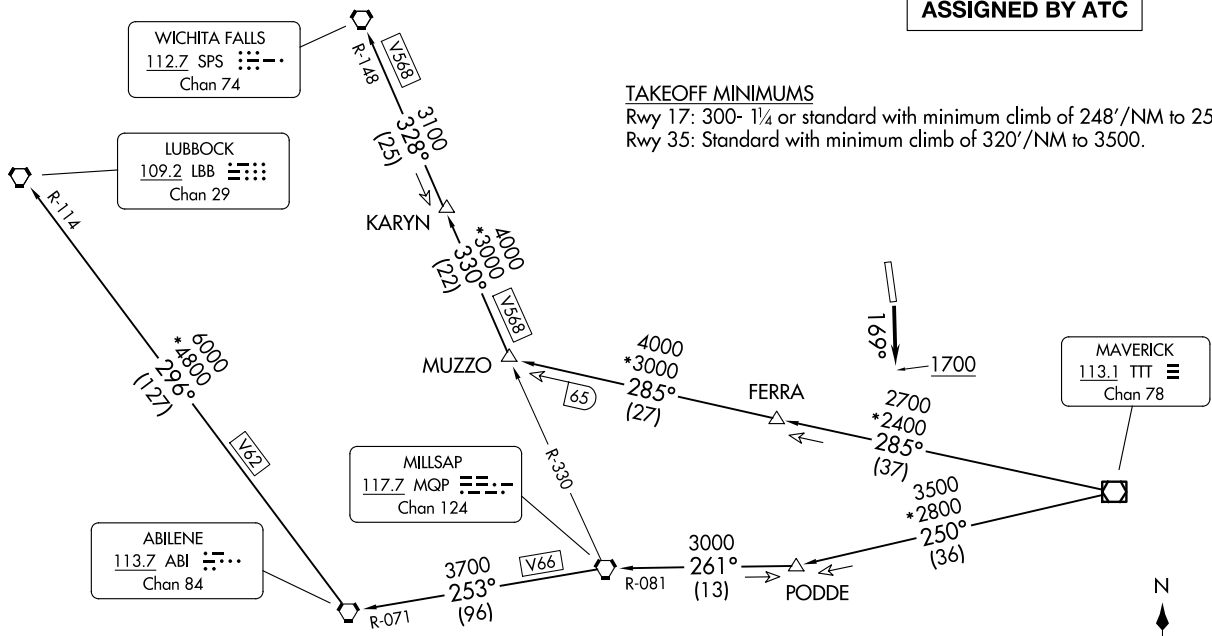 ASSIGNED BY ATC
WICHITA FALLS
112.7 SPS
Chan 74
R-148
V568
3100
328°
(25)
TAKEOFF MINIMUMS
Rwy 17: 300- 1¼ or standard with minimum climb of 248'/NM to 25
Rwy 35: Standard with minimum climb of 320'/NM to 3500.
LUBBOCK
109.2 LBB
Chan 29
R-114
KARYN
4000
*3000
330°
(22)
V568
MUZZO
6000
*4800
296°
(127)
V62
4000
*3000
285°
(27)
65
FERRA
169°
1700
2700
*2400
285°
(37)
MAVERICK
113.1 TTT
Chan 78
R-330
MILLSAP
117.7 MQP
Chan 124
3500
*2800
250°
(36)
ABILENE
113.7 ABI
Chan 84
R-071
3700
253°
(96)
V66
R-081
3000
261°
(13)
PODDE
N